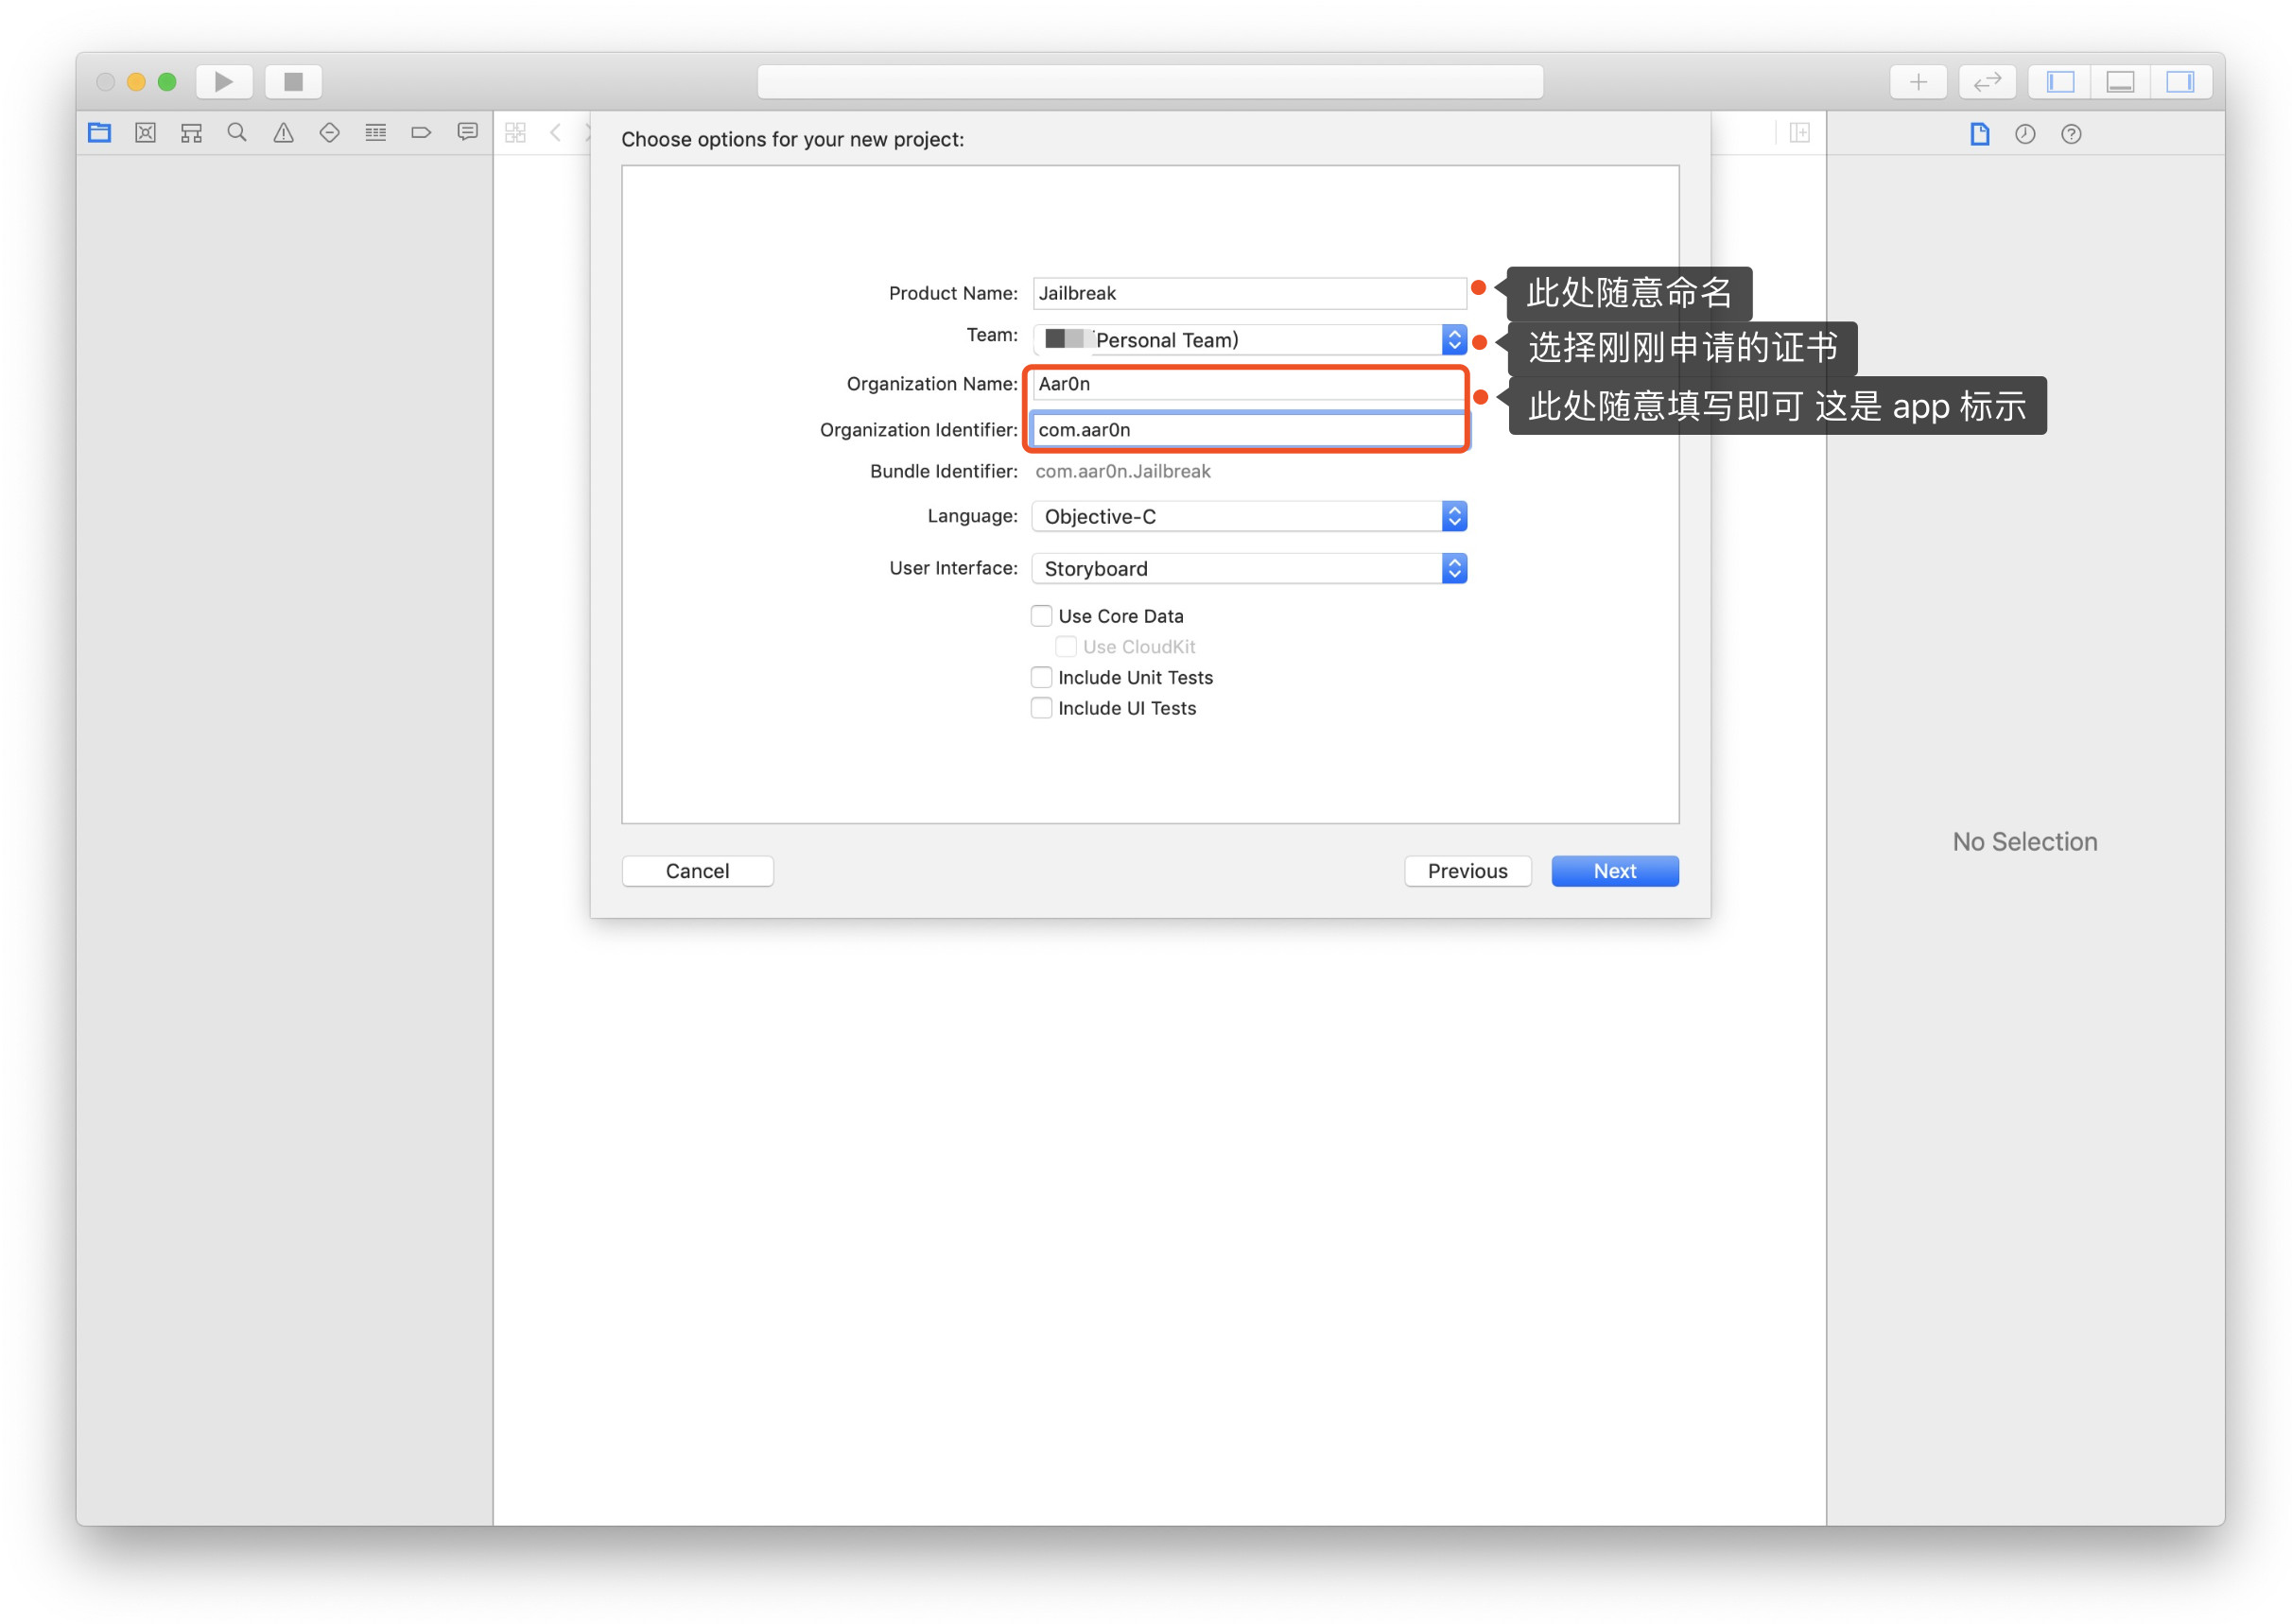 Choose options for your new project:
Product Name: Jailbreak
此处随意命名
Team: Personal Team)
选择刚刚申请的证书
Organization Name: Aar0n
此处随意填写即可 这是 app 标示
Organization Identifier: com.aar0n
Bundle Identifier: com.aar0n.Jailbreak
Language: Objective-C
User Interface: Storyboard
Use Core Data
Use CloudKit
Include Unit Tests
Include UI Tests
No Selection
Cancel
Previous
Next